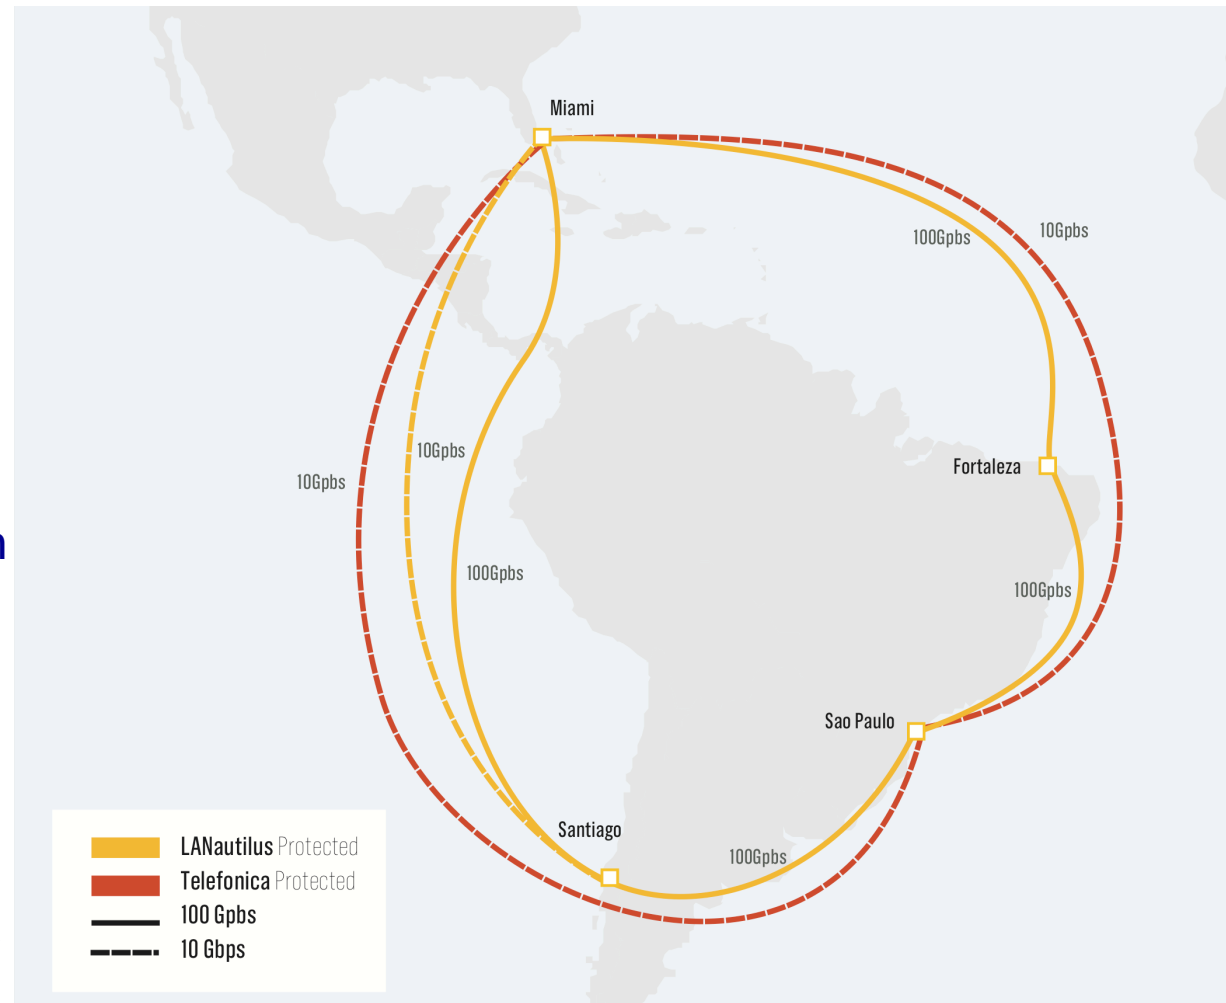 Miami
10Gpbs
100Gpbs
10Gpbs
10Gpbs
Fortaleza
100Gpbs
100Gpbs
Sao Paulo
Santiago
100Gpbs
LANautilus Protected
Telefonica Protected
100 Gpbs
10 Gbps